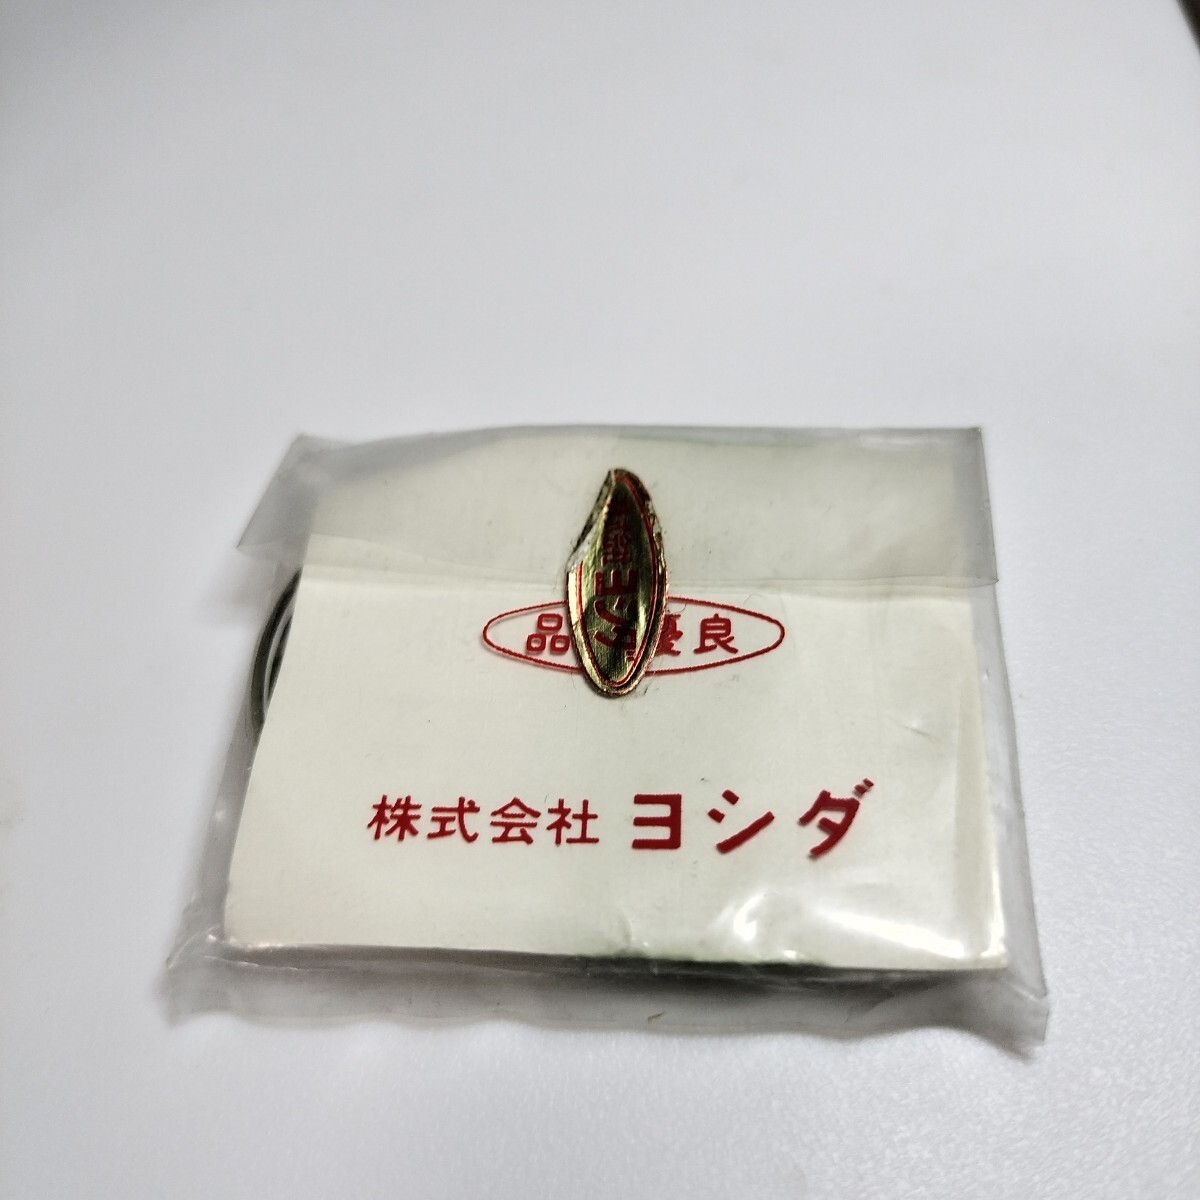 品 優良
株式会社 ヨシダ